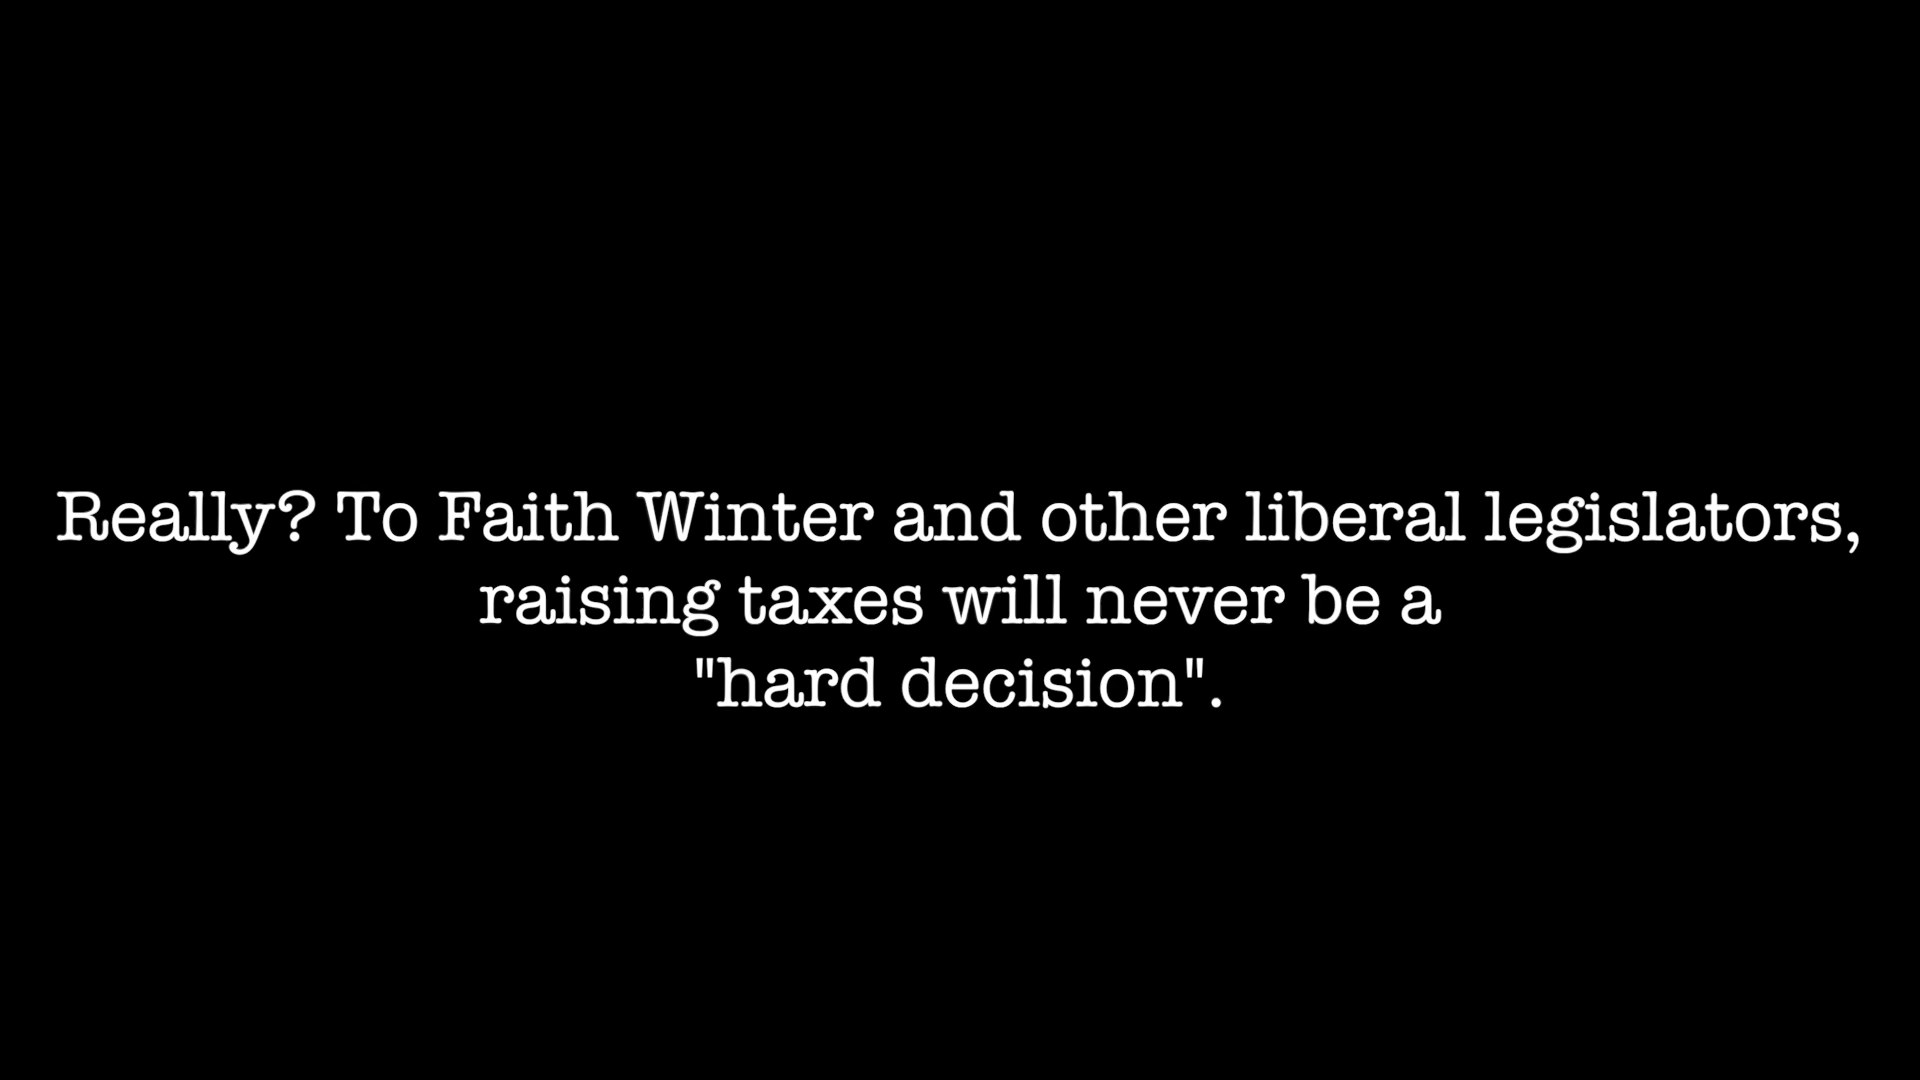 Really? To Faith Winter and other liberal legislators,
raising taxes will never be a
"hard decision".